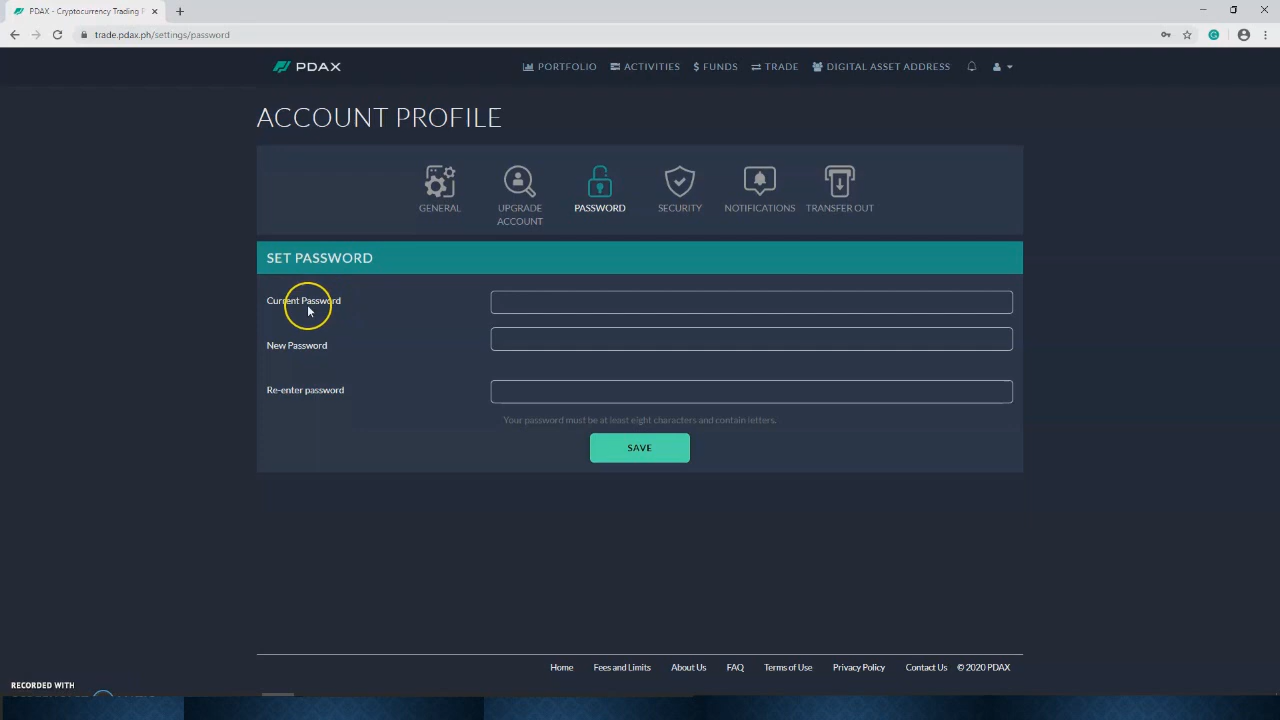 PDAX - Cryptocurrency Trading P
trade.pdax.ph/settings/password
PDAX
PORTFOLIO ACTIVITIES $ FUNDS TRADE DIGITAL ASSET ADDRESS
ACCOUNT PROFILE
GENERAL UPGRADE ACCOUNT PASSWORD SECURITY NOTIFICATIONS TRANSFER OUT
SET PASSWORD
Current Password
New Password
Re-enter password
Your password must be at least eight characters and contain letters.
SAVE
Home Fees and Limits About Us FAQ Terms of Use Privacy Policy Contact Us © 2020 PDAX
RECORDED WITH